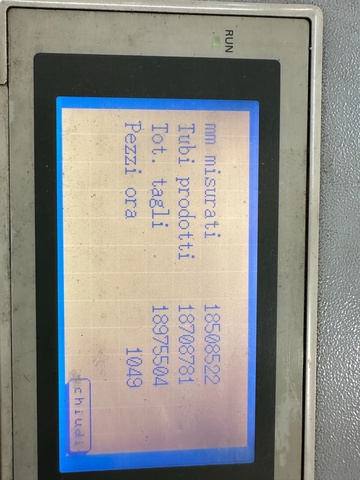 RUN
mm misurati 18508522
Tubi prodotti 18708781
Tot. tagli 18975504
Pezzi ora 1049
chiudi